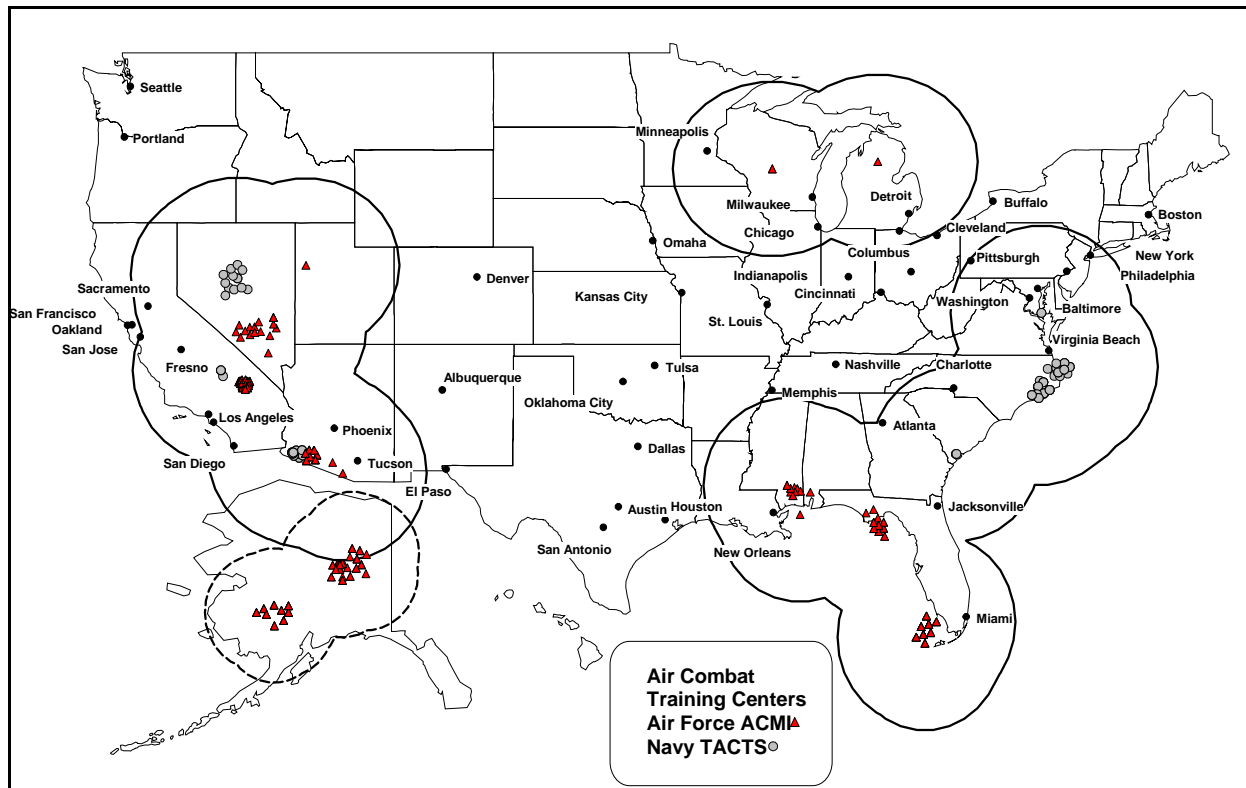 Seattle
Portland
Minneapolis
Milwaukee
Detroit
Buffalo
Boston
Chicago
Cleveland
Omaha
Columbus
Pittsburgh
New York
Philadelphia
Denver
Indianapolis
Sacramento
Kansas City
Cincinnati
Washington
Baltimore
San Francisco
Oakland
St. Louis
San Jose
Virginia Beach
Fresno
Tulsa
Nashville
Charlotte
Albuquerque
Oklahoma City
Memphis
Los Angeles
Phoenix
Atlanta
San Diego
Tucson
Dallas
El Paso
Austin
Houston
Jacksonville
San Antonio
New Orleans
Miami
Air Combat
Training Centers
Air Force ACMI
Navy TACTS